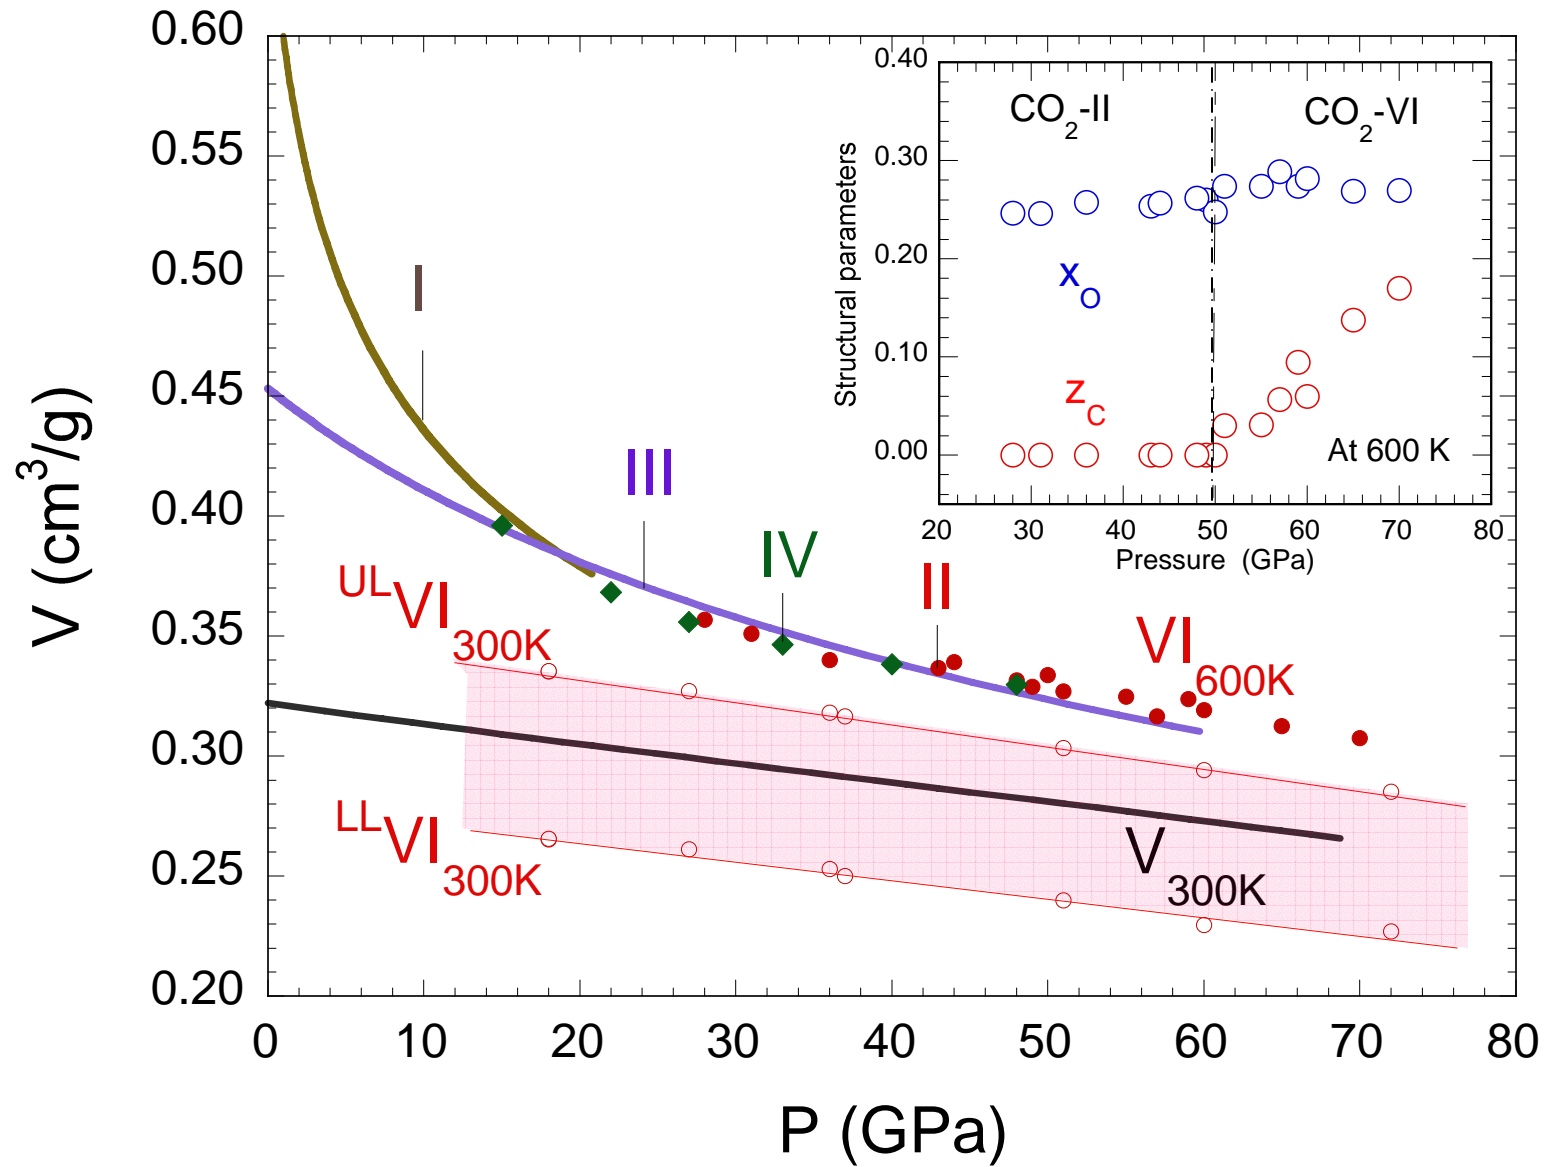 0.60
0.55
0.50
0.45
0.40
0.35
0.30
0.25
0.20
V (cm³/g)
0 10 20 30 40 50 60 70 80
P (GPa)
I
III
IV
II
ULVI300K
VI600K
LLVI300K
V300K
0.40
0.30
0.20
0.10
0.00
Structural parameters
CO₂-II
CO₂-VI
xO
zC
At 600 K
20 30 40 50 60 70 80
Pressure (GPa)